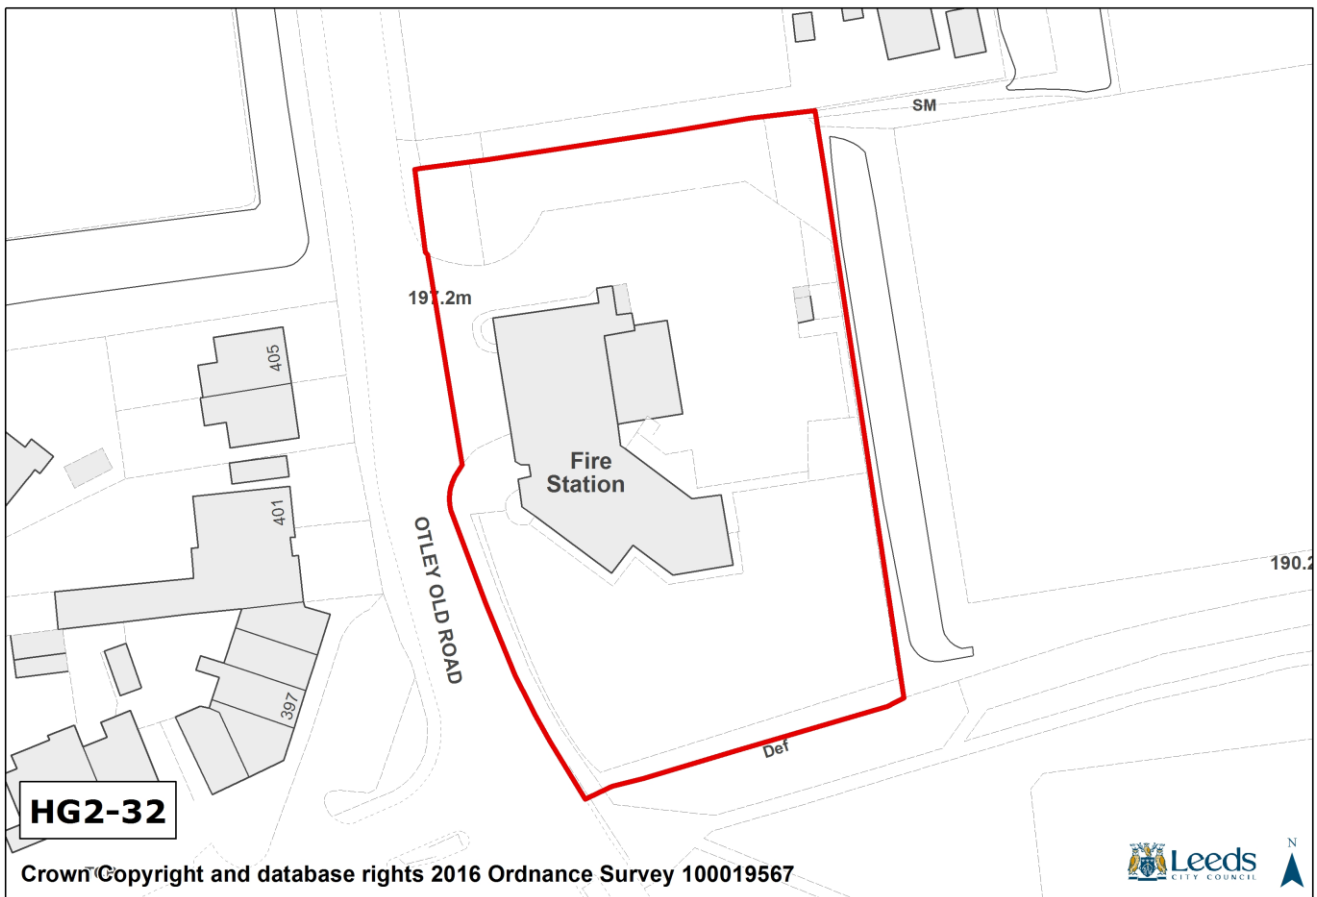 SM
197.2m
405
Fire
Station
401
OTLEY OLD ROAD
190.2
397
Def
HG2-32
Crown Copyright and database rights 2016 Ordnance Survey 100019567
Leeds
CITY COUNCIL
N